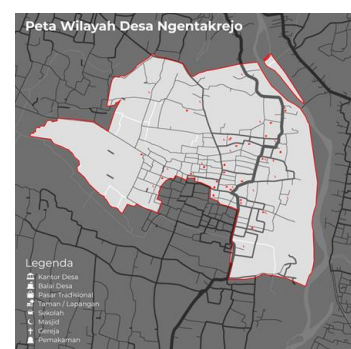 Peta Wilayah Desa Ngentakrejo
Legenda
Kantor Desa
Balai Desa
Pasar Tradisional
Taman / Lapangan
Sekolah
Masjid
Gereja
Pemakaman